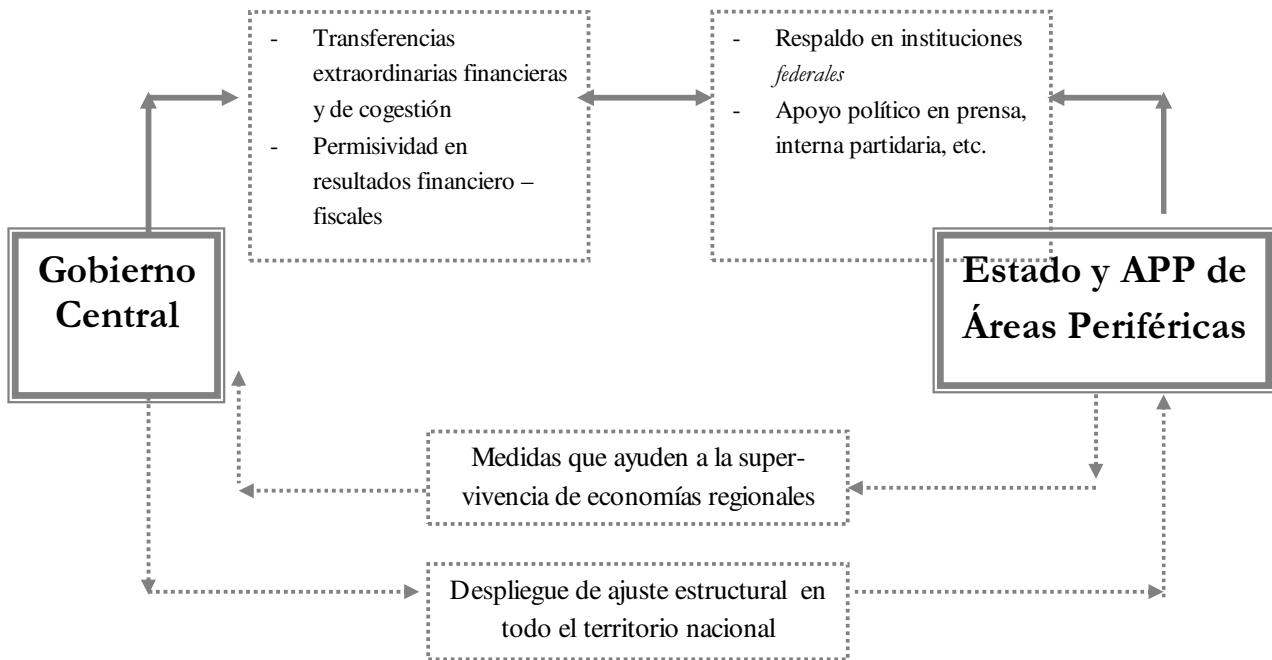 - Transferencias
extraordinarias financieras
y de cogestión
- Permisividad en
resultados financiero –
fiscales
- Respaldo en instituciones
federales
- Apoyo político en prensa,
interna partidaria, etc.
Gobierno
Central
Estado y APP de
Áreas Periféricas
Medidas que ayuden a la super-
vivencia de economías regionales
Despliegue de ajuste estructural en
todo el territorio nacional